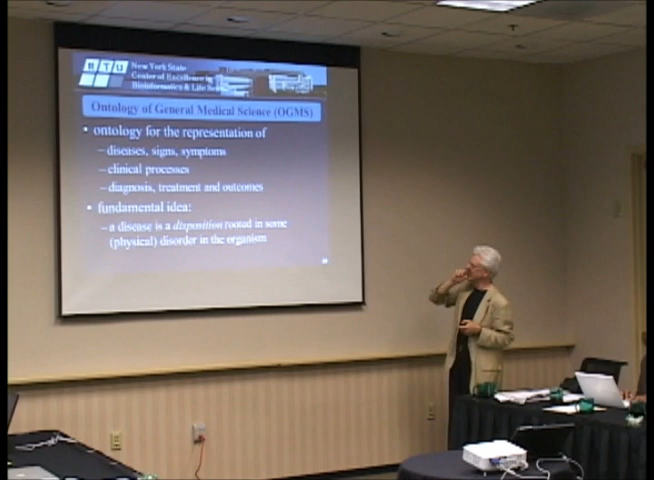 New York State
Center of Excellence in
Bioinformatics & Life Sciences
Ontology of General Medical Science (OGMS)
• ontology for the representation of
– diseases, signs, symptoms
– clinical processes
– diagnosis, treatment and outcomes
• fundamental idea:
– a disease is a disposition rooted in some
(physical) disorder in the organism